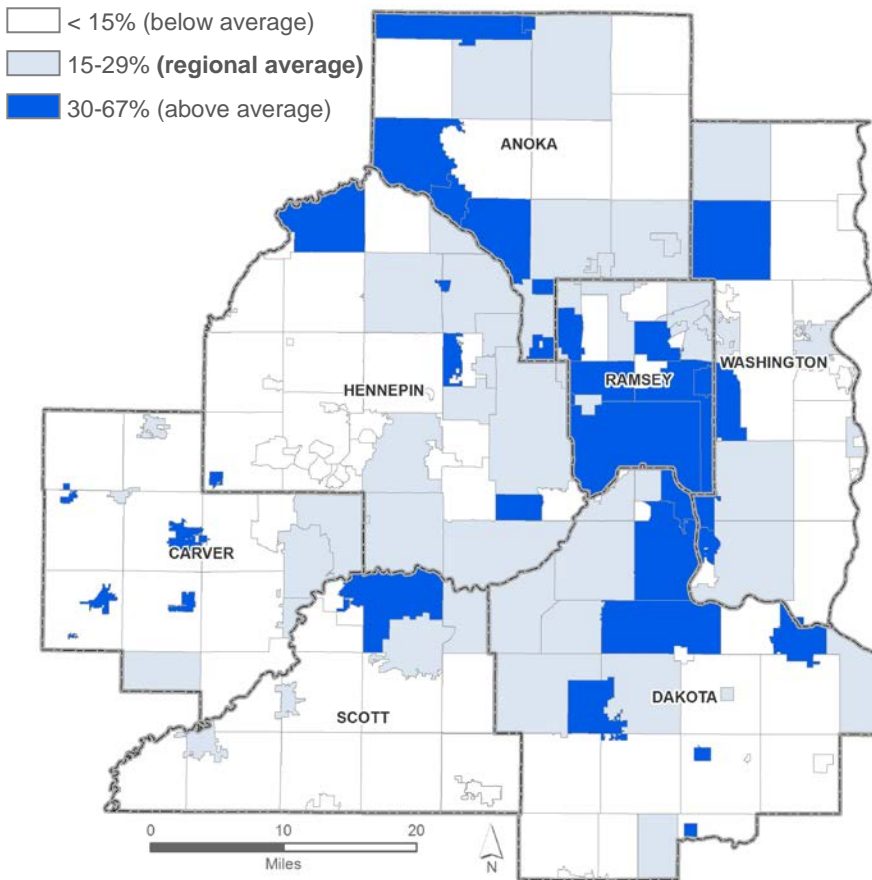 < 15% (below average)
15-29% (regional average)
30-67% (above average)
ANOKA
WASHINGTON
RAMSEY
HENNEPIN
CARVER
DAKOTA
SCOTT
0 10 20
Miles
N